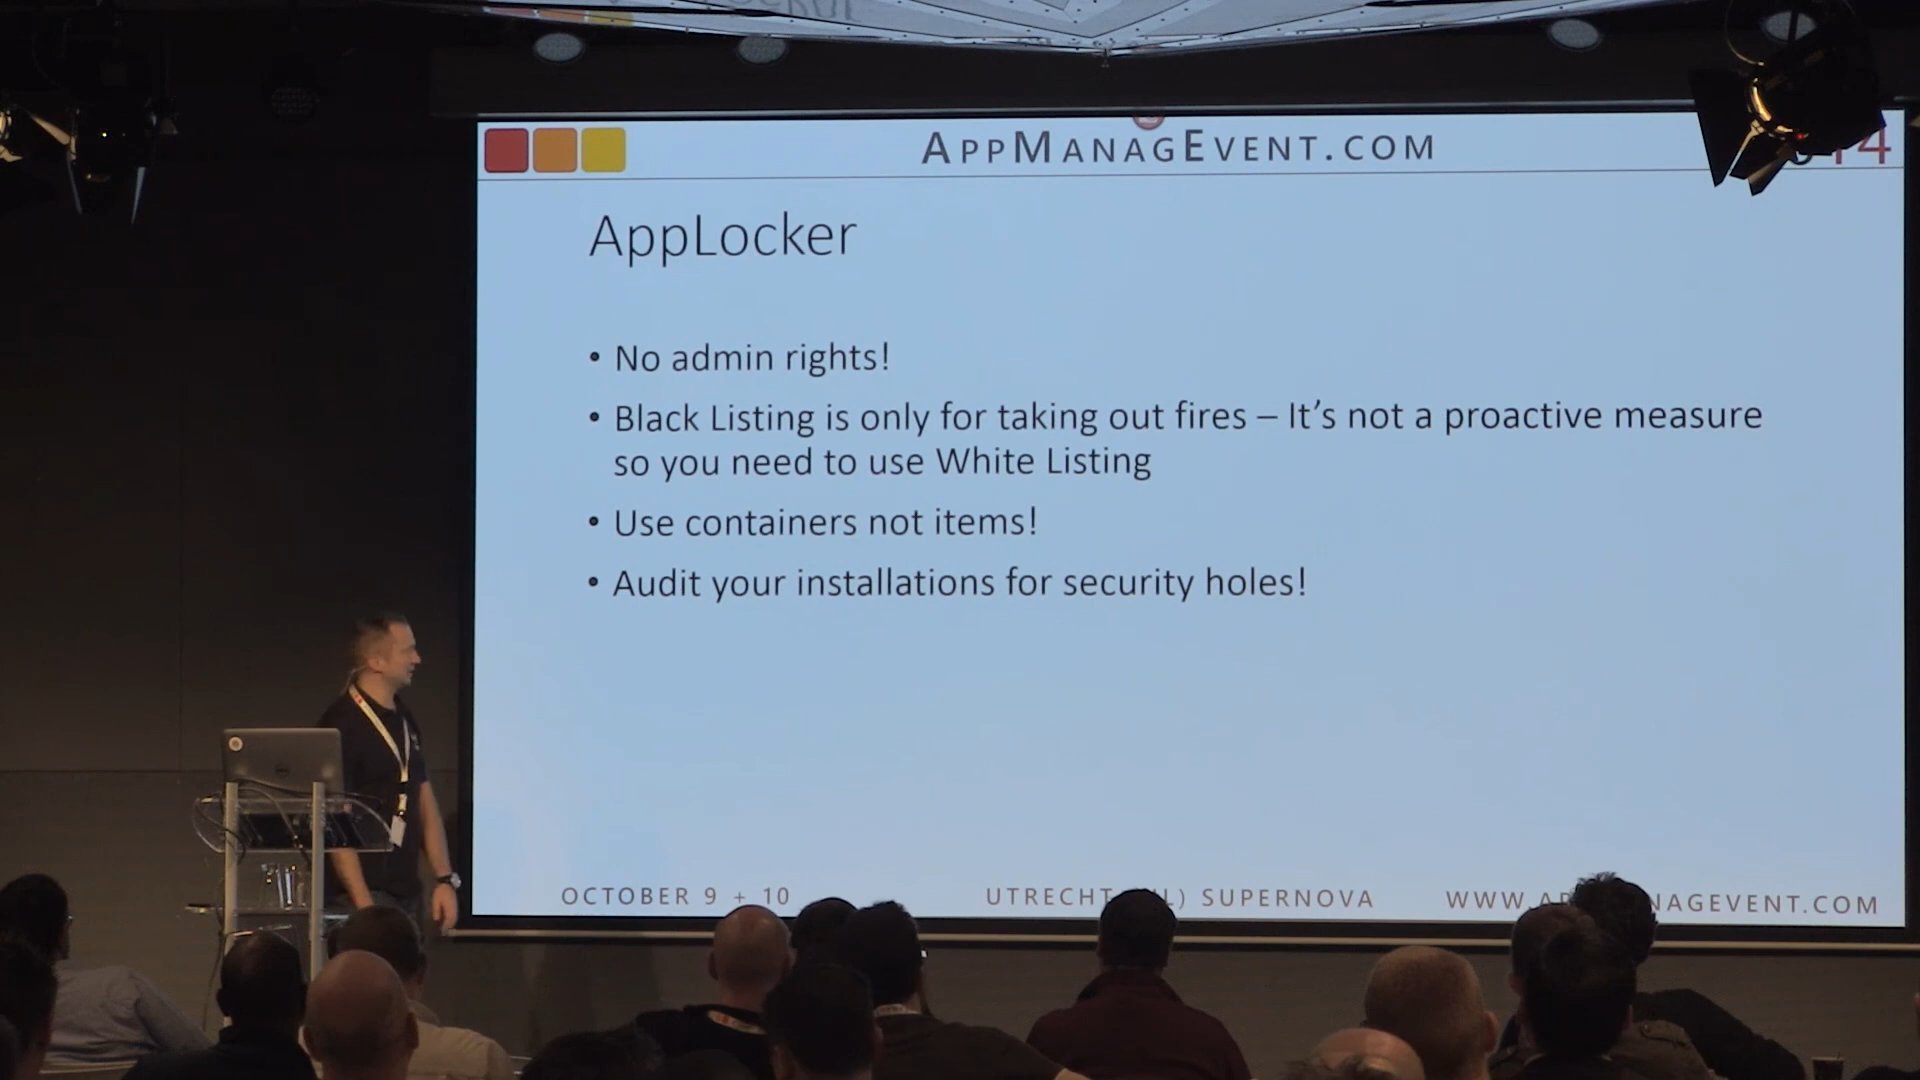 APPMANAGEEVENT.COM
AppLocker
• No admin rights!
• Black Listing is only for taking out fires – It's not a proactive measure
so you need to use White Listing
• Use containers not items!
• Audit your installations for security holes!
OCTOBER 9 + 10
UTRECHT SUPERNOVA